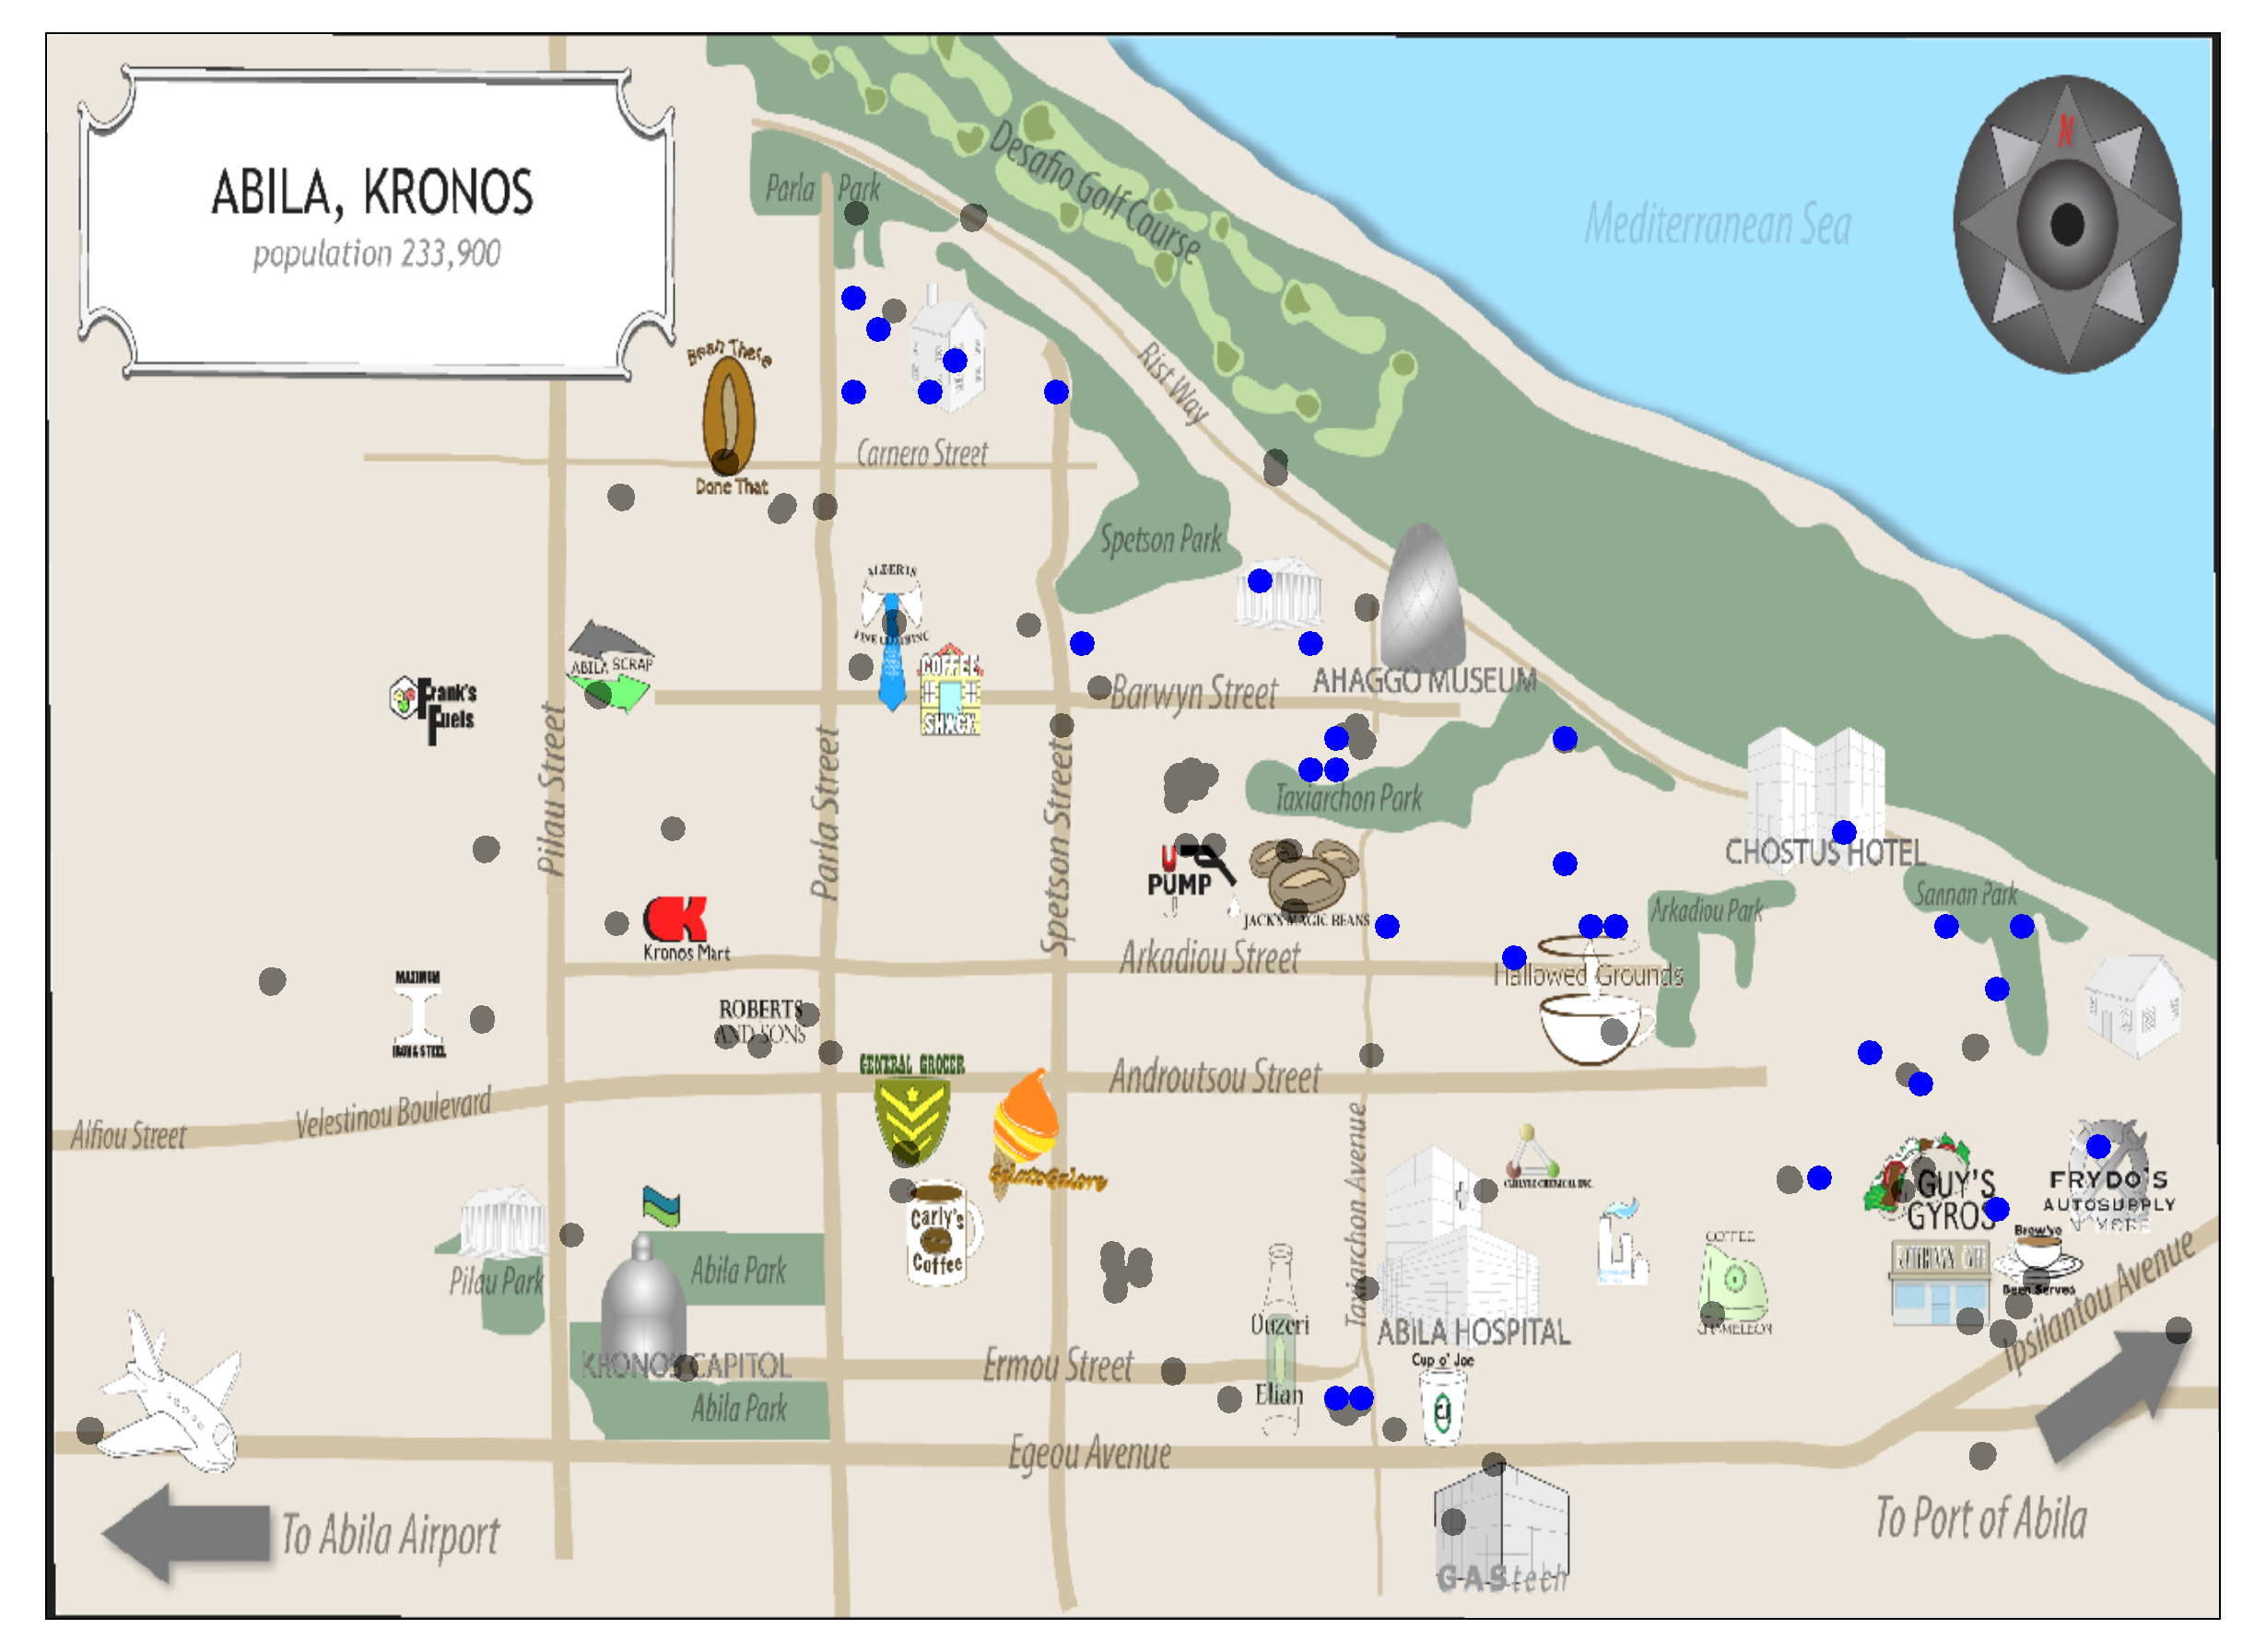 ABILA, KRONOS
population 233,900
N
Mediterranean Sea
Parla Park
Desafio Golf Course
Rist Way
Bean There
Done That
Carnero Street
Spetson Park
ALBERTS
FINE CLOTHING
ABILA SCRAP
Frank's
Fuels
COFFEE
SHACK
Barwyn Street
AHAGGO MUSEUM
Pilau Street
Parla Street
Spetson Street
Taxiarchon Park
CHOSTUS HOTEL
U
PUMP
JACK'S MAGIC BEANS
Arkadiou Park
Sannan Park
Kronos Mart
Arkadiou Street
Hallowed Grounds
MAXIMUM
IRON & STEEL
ROBERTS
AND SONS
GENERAL GROCER
Androutsou Street
Alfiou Street
Velestinou Boulevard
GelatoGalore
Taxiarchon Avenue
GUY'S
GYROS
FRYDO'S
AUTOSUPPLY
N' MORE
Carly's
Coffee
Pilau Park
Abila Park
COFFEE
CHAMELEON
Brew've
Been Served
Ipsilantou Avenue
Ouzeri
Elian
ABILA HOSPITAL
KRONOS CAPITOL
Ermou Street
Cup o' Joe
CJ
Abila Park
Egeou Avenue
To Abila Airport
GAStech
To Port of Abila